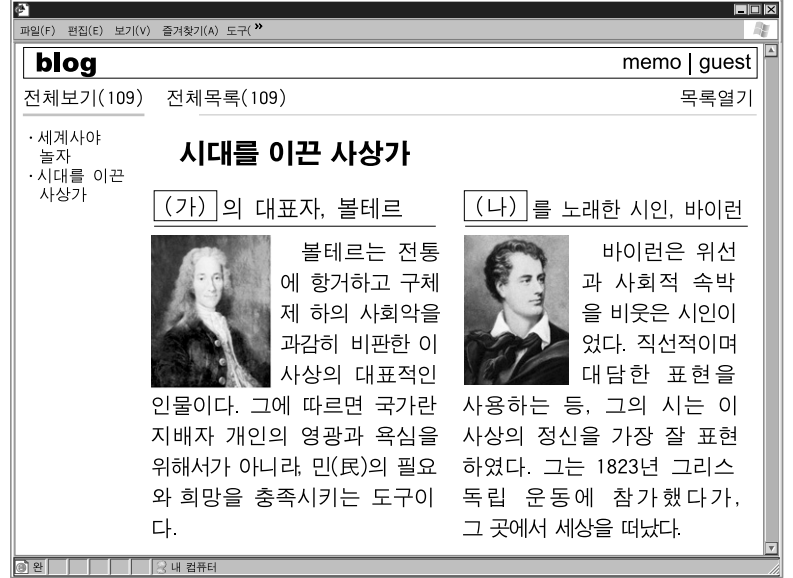 파일(F) 편집(E) 보기(V) 즐겨찾기(A) 도구( »
blog
memo | guest
전체보기(109) 전체목록(109) 목록열기
· 세계사야
놀자
· 시대를 이끈
사상가
시대를 이끈 사상가
(가) 의 대표자, 볼테르
볼테르는 전통
에 항거하고 구체
제 하의 사회악을
과감히 비판한 이
사상의 대표적인
인물이다. 그에 따르면 국가란
지배자 개인의 영광과 욕심을
위해서가 아니라, 민(民)의 필요
와 희망을 충족시키는 도구이
다.
(나) 를 노래한 시인, 바이런
바이런은 위선
과 사회적 속박
을 비웃은 시인이
었다. 직선적이며
대담한 표현을
사용하는 등, 그의 시는 이
사상의 정신을 가장 잘 표현
하였다. 그는 1823년 그리스
독립 운동에 참가했다가,
그 곳에서 세상을 떠났다.
완
내 컴퓨터